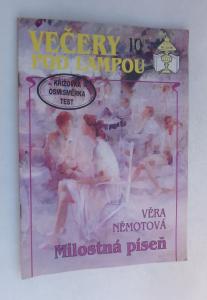 VEČERY
POD LAMPOU
10
+ KŘÍŽOVKA +
OSMISMĚRKA
TEST
VĚRA
NĚMOTOVÁ
Milostná píseň